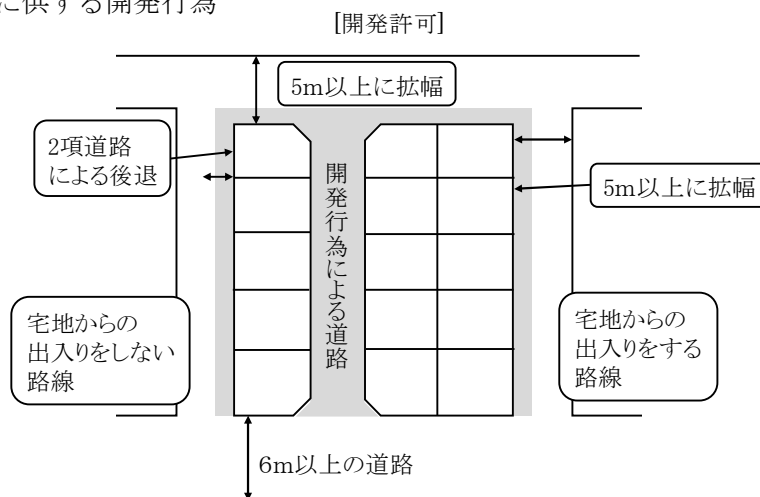 に供する開発行為
[開発許可]
5m以上に拡幅
2項道路
による後退
5m以上に拡幅
開発行為による道路
宅地からの
出入りをしない
路線
宅地からの
出入りをする
路線
6m以上の道路